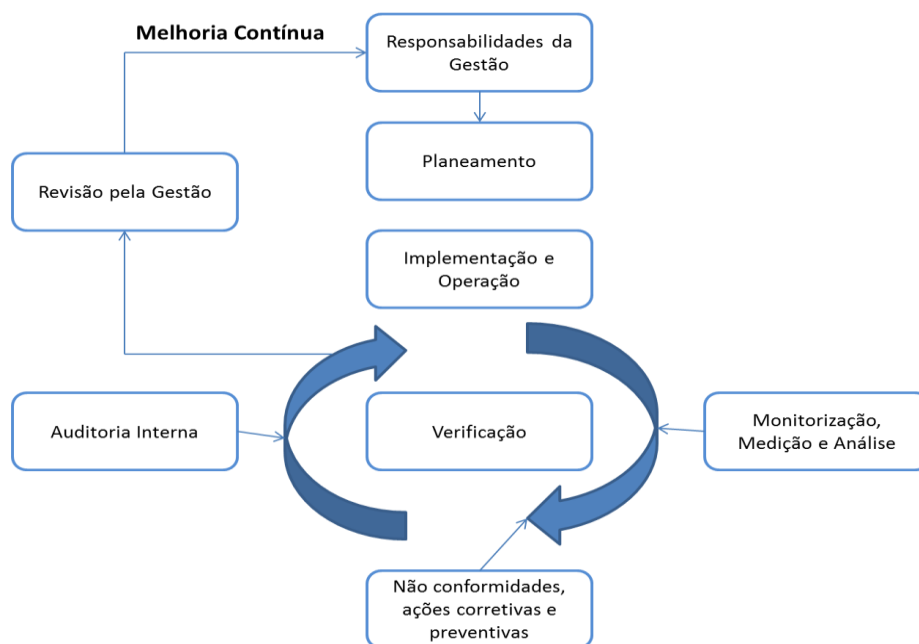 Melhoria Contínua
Responsabilidades da
Gestão
Planeamento
Revisão pela Gestão
Implementação e
Operação
Auditoria Interna
Verificação
Monitorização,
Medição e Análise
Não conformidades,
ações corretivas e
preventivas